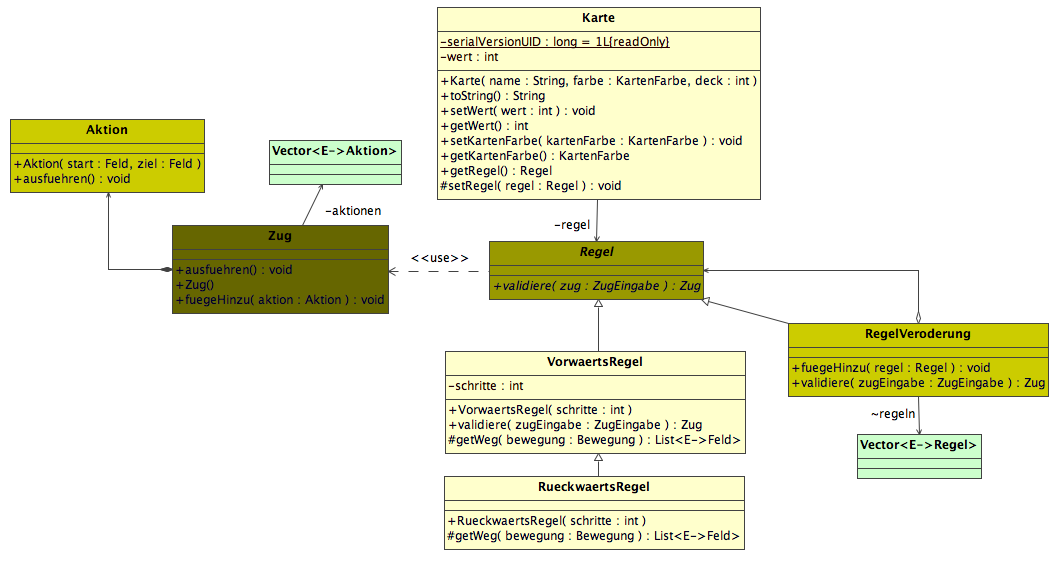 Karte
-serialVersionUID : long = 1L{readOnly}
-wert : int
+Karte( name : String, farbe : KartenFarbe, deck : int )
+toString() : String
+setWert( wert : int ) : void
+getWert() : int
+setKartenFarbe( kartenFarbe : KartenFarbe ) : void
+getKartenFarbe() : KartenFarbe
+getRegel() : Regel
#setRegel( regel : Regel ) : void
Aktion
+Aktion( start : Feld, ziel : Feld )
+ausfuehren() : void
Vector<E->Aktion>
-aktionen
-regel
Zug
+ausfuehren() : void
+Zug()
+fuegeHinzu( aktion : Aktion ) : void
<<use>>
Regel
+validiere( zug : ZugEingabe ) : Zug
RegelVeroderung
+fuegeHinzu( regel : Regel ) : void
+validiere( zugEingabe : ZugEingabe ) : Zug
VorwaertsRegel
-schritte : int
+VorwaertsRegel( schritte : int )
+validiere( zugEingabe : ZugEingabe ) : Zug
#getWeg( bewegung : Bewegung ) : List<E->Feld>
~regeln
Vector<E->Regel>
RueckwaertsRegel
+RueckwaertsRegel( schritte : int )
#getWeg( bewegung : Bewegung ) : List<E->Feld>